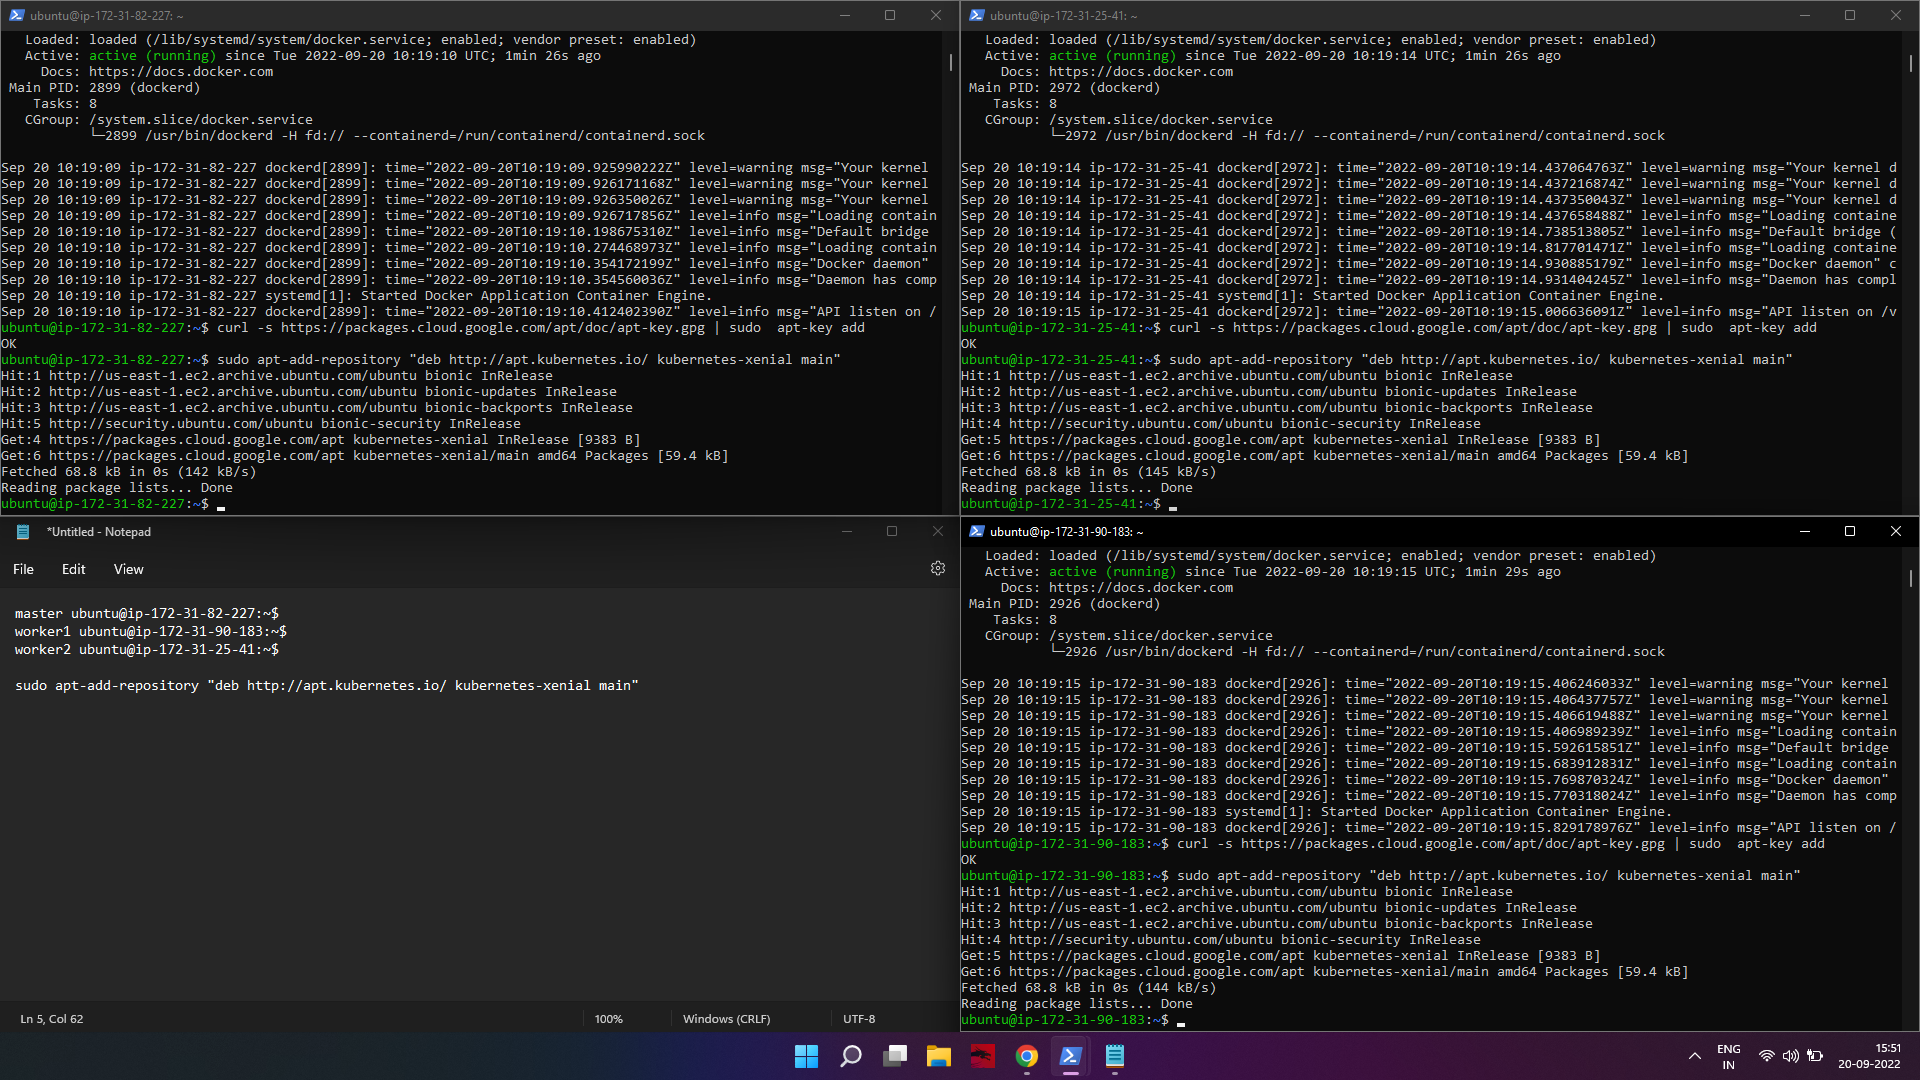 ubuntu@ip-172-31-82-227: ~
Loaded: loaded (/lib/systemd/system/docker.service; enabled; vendor preset: enabled)
Active: active (running) since Tue 2022-09-20 10:19:10 UTC; 1min 26s ago
Docs: https://docs.docker.com
Main PID: 2899 (dockerd)
Tasks: 8
CGroup: /system.slice/docker.service
└─2899 /usr/bin/dockerd -H fd:// --containerd=/run/containerd/containerd.sock
Sep 20 10:19:09 ip-172-31-82-227 dockerd[2899]: time="2022-09-20T10:19:09.925990222Z" level=warning msg="Your kernel
Sep 20 10:19:09 ip-172-31-82-227 dockerd[2899]: time="2022-09-20T10:19:09.926171168Z" level=warning msg="Your kernel
Sep 20 10:19:09 ip-172-31-82-227 dockerd[2899]: time="2022-09-20T10:19:09.926350026Z" level=warning msg="Your kernel
Sep 20 10:19:09 ip-172-31-82-227 dockerd[2899]: time="2022-09-20T10:19:09.926717856Z" level=info msg="Loading contain
Sep 20 10:19:10 ip-172-31-82-227 dockerd[2899]: time="2022-09-20T10:19:10.198675310Z" level=info msg="Default bridge
Sep 20 10:19:10 ip-172-31-82-227 dockerd[2899]: time="2022-09-20T10:19:10.274468973Z" level=info msg="Loading contain
Sep 20 10:19:10 ip-172-31-82-227 dockerd[2899]: time="2022-09-20T10:19:10.354172199Z" level=info msg="Docker daemon"
Sep 20 10:19:10 ip-172-31-82-227 dockerd[2899]: time="2022-09-20T10:19:10.354560036Z" level=info msg="Daemon has comp
Sep 20 10:19:10 ip-172-31-82-227 systemd[1]: Started Docker Application Container Engine.
Sep 20 10:19:10 ip-172-31-82-227 dockerd[2899]: time="2022-09-20T10:19:10.412402390Z" level=info msg="API listen on /
ubuntu@ip-172-31-82-227:~$ curl -s https://packages.cloud.google.com/apt/doc/apt-key.gpg | sudo  apt-key add
OK
ubuntu@ip-172-31-82-227:~$ sudo apt-add-repository "deb http://apt.kubernetes.io/ kubernetes-xenial main"
Hit:1 http://us-east-1.ec2.archive.ubuntu.com/ubuntu bionic InRelease
Hit:2 http://us-east-1.ec2.archive.ubuntu.com/ubuntu bionic-updates InRelease
Hit:3 http://us-east-1.ec2.archive.ubuntu.com/ubuntu bionic-backports InRelease
Hit:5 http://security.ubuntu.com/ubuntu bionic-security InRelease
Get:4 https://packages.cloud.google.com/apt kubernetes-xenial InRelease [9383 B]
Get:6 https://packages.cloud.google.com/apt kubernetes-xenial/main amd64 Packages [59.4 kB]
Fetched 68.8 kB in 0s (142 kB/s)
Reading package lists... Done
ubuntu@ip-172-31-82-227:~$
ubuntu@ip-172-31-25-41: ~
Loaded: loaded (/lib/systemd/system/docker.service; enabled; vendor preset: enabled)
Active: active (running) since Tue 2022-09-20 10:19:14 UTC; 1min 26s ago
Docs: https://docs.docker.com
Main PID: 2972 (dockerd)
Tasks: 8
CGroup: /system.slice/docker.service
└─2972 /usr/bin/dockerd -H fd:// --containerd=/run/containerd/containerd.sock
Sep 20 10:19:14 ip-172-31-25-41 dockerd[2972]: time="2022-09-20T10:19:14.437064763Z" level=warning msg="Your kernel d
Sep 20 10:19:14 ip-172-31-25-41 dockerd[2972]: time="2022-09-20T10:19:14.437216874Z" level=warning msg="Your kernel d
Sep 20 10:19:14 ip-172-31-25-41 dockerd[2972]: time="2022-09-20T10:19:14.437350043Z" level=warning msg="Your kernel d
Sep 20 10:19:14 ip-172-31-25-41 dockerd[2972]: time="2022-09-20T10:19:14.437658488Z" level=info msg="Loading containe
Sep 20 10:19:14 ip-172-31-25-41 dockerd[2972]: time="2022-09-20T10:19:14.738513805Z" level=info msg="Default bridge (
Sep 20 10:19:14 ip-172-31-25-41 dockerd[2972]: time="2022-09-20T10:19:14.817701471Z" level=info msg="Loading containe
Sep 20 10:19:14 ip-172-31-25-41 dockerd[2972]: time="2022-09-20T10:19:14.930885179Z" level=info msg="Docker daemon" c
Sep 20 10:19:14 ip-172-31-25-41 dockerd[2972]: time="2022-09-20T10:19:14.931404245Z" level=info msg="Daemon has compl
Sep 20 10:19:14 ip-172-31-25-41 systemd[1]: Started Docker Application Container Engine.
Sep 20 10:19:15 ip-172-31-25-41 dockerd[2972]: time="2022-09-20T10:19:15.006636091Z" level=info msg="API listen on /v
ubuntu@ip-172-31-25-41:~$ curl -s https://packages.cloud.google.com/apt/doc/apt-key.gpg | sudo  apt-key add
OK
ubuntu@ip-172-31-25-41:~$ sudo apt-add-repository "deb http://apt.kubernetes.io/ kubernetes-xenial main"
Hit:1 http://us-east-1.ec2.archive.ubuntu.com/ubuntu bionic InRelease
Hit:2 http://us-east-1.ec2.archive.ubuntu.com/ubuntu bionic-updates InRelease
Hit:3 http://us-east-1.ec2.archive.ubuntu.com/ubuntu bionic-backports InRelease
Hit:4 http://security.ubuntu.com/ubuntu bionic-security InRelease
Get:5 https://packages.cloud.google.com/apt kubernetes-xenial InRelease [9383 B]
Get:6 https://packages.cloud.google.com/apt kubernetes-xenial/main amd64 Packages [59.4 kB]
Fetched 68.8 kB in 0s (145 kB/s)
Reading package lists... Done
ubuntu@ip-172-31-25-41:~$
*Untitled - Notepad
File Edit View
master ubuntu@ip-172-31-82-227:~$
worker1 ubuntu@ip-172-31-90-183:~$
worker2 ubuntu@ip-172-31-25-41:~$
sudo apt-add-repository "deb http://apt.kubernetes.io/ kubernetes-xenial main"
Ln 5, Col 62 100% Windows (CRLF) UTF-8
ubuntu@ip-172-31-90-183: ~
Loaded: loaded (/lib/systemd/system/docker.service; enabled; vendor preset: enabled)
Active: active (running) since Tue 2022-09-20 10:19:15 UTC; 1min 29s ago
Docs: https://docs.docker.com
Main PID: 2926 (dockerd)
Tasks: 8
CGroup: /system.slice/docker.service
└─2926 /usr/bin/dockerd -H fd:// --containerd=/run/containerd/containerd.sock
Sep 20 10:19:15 ip-172-31-90-183 dockerd[2926]: time="2022-09-20T10:19:15.406246033Z" level=warning msg="Your kernel
Sep 20 10:19:15 ip-172-31-90-183 dockerd[2926]: time="2022-09-20T10:19:15.406437757Z" level=warning msg="Your kernel
Sep 20 10:19:15 ip-172-31-90-183 dockerd[2926]: time="2022-09-20T10:19:15.406619488Z" level=warning msg="Your kernel
Sep 20 10:19:15 ip-172-31-90-183 dockerd[2926]: time="2022-09-20T10:19:15.406989239Z" level=info msg="Loading contain
Sep 20 10:19:15 ip-172-31-90-183 dockerd[2926]: time="2022-09-20T10:19:15.592615851Z" level=info msg="Default bridge
Sep 20 10:19:15 ip-172-31-90-183 dockerd[2926]: time="2022-09-20T10:19:15.683912831Z" level=info msg="Loading contain
Sep 20 10:19:15 ip-172-31-90-183 dockerd[2926]: time="2022-09-20T10:19:15.769870324Z" level=info msg="Docker daemon"
Sep 20 10:19:15 ip-172-31-90-183 dockerd[2926]: time="2022-09-20T10:19:15.770318024Z" level=info msg="Daemon has comp
Sep 20 10:19:15 ip-172-31-90-183 systemd[1]: Started Docker Application Container Engine.
Sep 20 10:19:15 ip-172-31-90-183 dockerd[2926]: time="2022-09-20T10:19:15.829178976Z" level=info msg="API listen on /
ubuntu@ip-172-31-90-183:~$ curl -s https://packages.cloud.google.com/apt/doc/apt-key.gpg | sudo  apt-key add
OK
ubuntu@ip-172-31-90-183:~$ sudo apt-add-repository "deb http://apt.kubernetes.io/ kubernetes-xenial main"
Hit:1 http://us-east-1.ec2.archive.ubuntu.com/ubuntu bionic InRelease
Hit:2 http://us-east-1.ec2.archive.ubuntu.com/ubuntu bionic-updates InRelease
Hit:3 http://us-east-1.ec2.archive.ubuntu.com/ubuntu bionic-backports InRelease
Hit:4 http://security.ubuntu.com/ubuntu bionic-security InRelease
Get:5 https://packages.cloud.google.com/apt kubernetes-xenial InRelease [9383 B]
Get:6 https://packages.cloud.google.com/apt kubernetes-xenial/main amd64 Packages [59.4 kB]
Fetched 68.8 kB in 0s (144 kB/s)
Reading package lists... Done
ubuntu@ip-172-31-90-183:~$
ENG
IN
15:51
20-09-2022